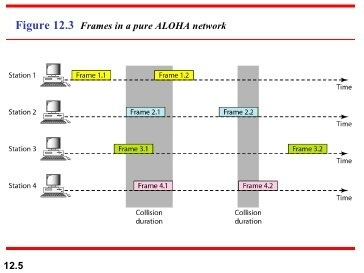 Figure 12.3 Frames in a pure ALOHA network
Station 1 Frame 1.1 Frame 1.2
Time
Station 2 Frame 2.1 Frame 2.2
Time
Station 3 Frame 3.1 Frame 3.2
Time
Station 4 Frame 4.1 Frame 4.2
Time
Collision Collision
duration duration
12.5